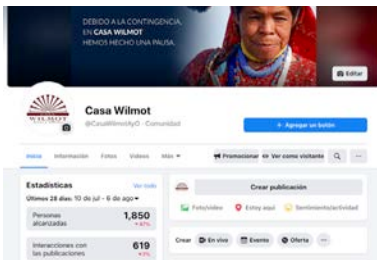 DEBIDO A LA CONTINGENCIA,
EN CASA WILMOT
HEMOS HECHO UNA PAUSA.
Editar
WILMOT
Casa Wilmot
@CasaWilmotAyO · Comunidad
+ Agregar un botón
Inicio Información Fotos Videos Más
Promocionar Ver como visitante
Estadísticas Ver todo
Últimos 28 días: 10 de jul - 6 de ago
Personas alcanzadas 1,850
Interacciones con las publicaciones 619
Crear publicación
Foto/video Estoy aquí Sentimiento/actividad
Crear En vivo Evento Oferta